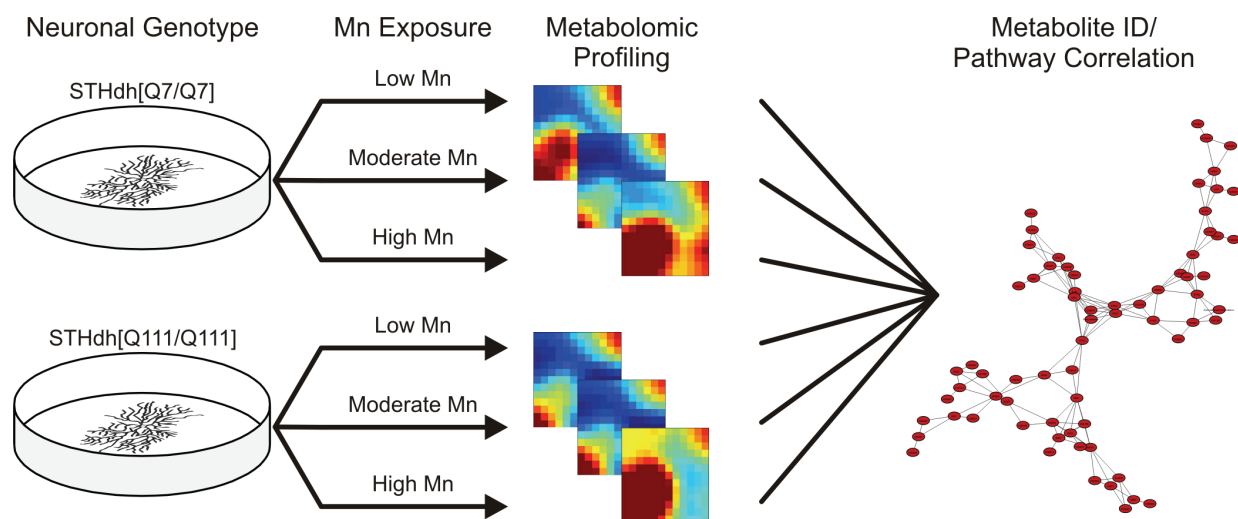 Neuronal Genotype
Mn Exposure
Metabolomic
Profiling
Metabolite ID/
Pathway Correlation
STHdh[Q7/Q7]
Low Mn
Moderate Mn
High Mn
STHdh[Q111/Q111]
Low Mn
Moderate Mn
High Mn